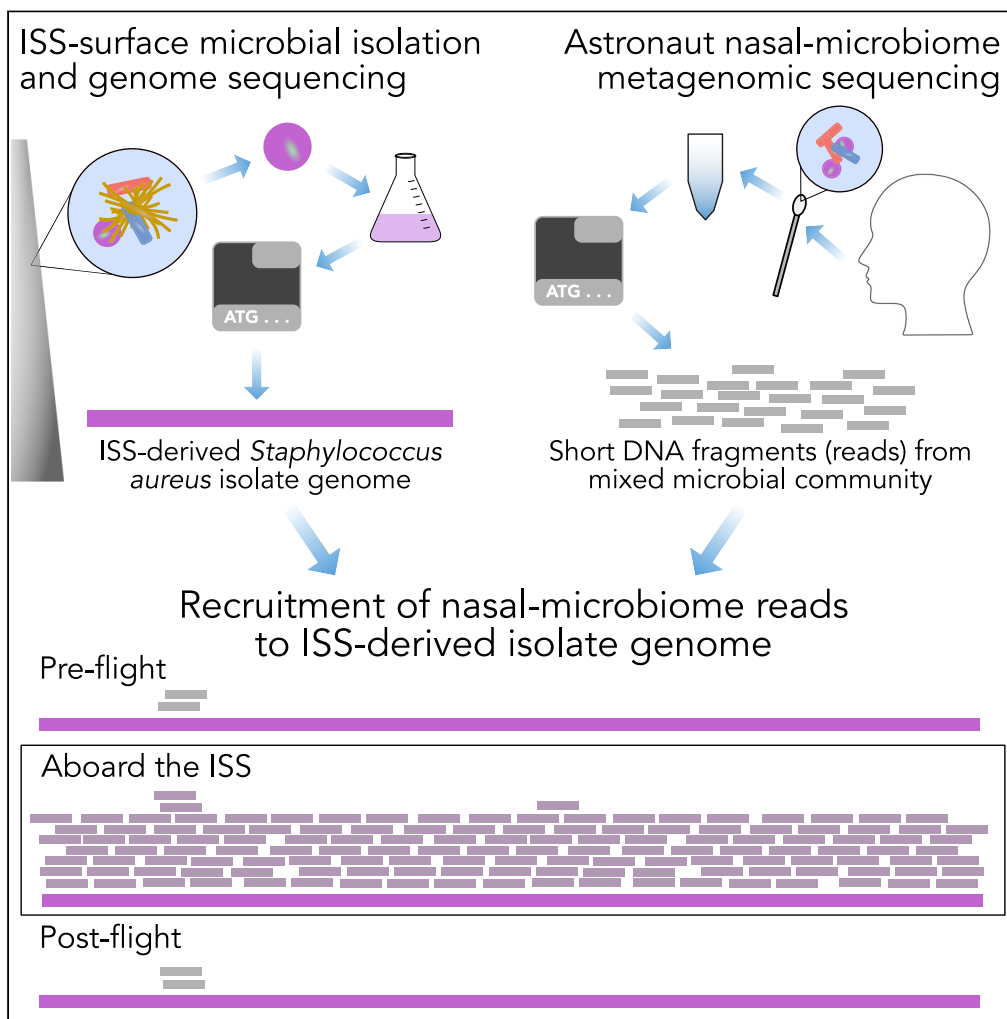 ISS-surface microbial isolation
and genome sequencing
Astronaut nasal-microbiome
metagenomic sequencing
ATG . . .
ATG . . .
ISS-derived Staphylococcus
aureus isolate genome
Short DNA fragments (reads) from
mixed microbial community
Recruitment of nasal-microbiome reads
to ISS-derived isolate genome
Pre-flight
Aboard the ISS
Post-flight